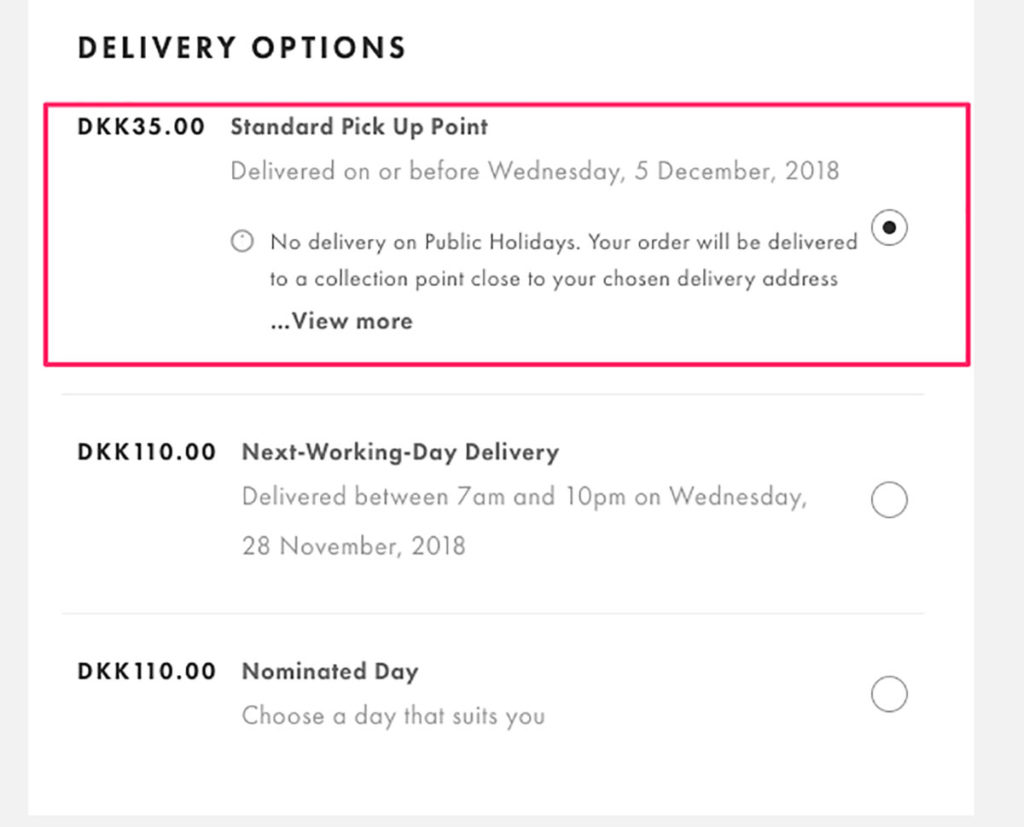 DELIVERY OPTIONS
DKK35.00 Standard Pick Up Point
Delivered on or before Wednesday, 5 December, 2018
No delivery on Public Holidays. Your order will be delivered
to a collection point close to your chosen delivery address
...View more
DKK110.00 Next-Working-Day Delivery
Delivered between 7am and 10pm on Wednesday,
28 November, 2018
DKK110.00 Nominated Day
Choose a day that suits you